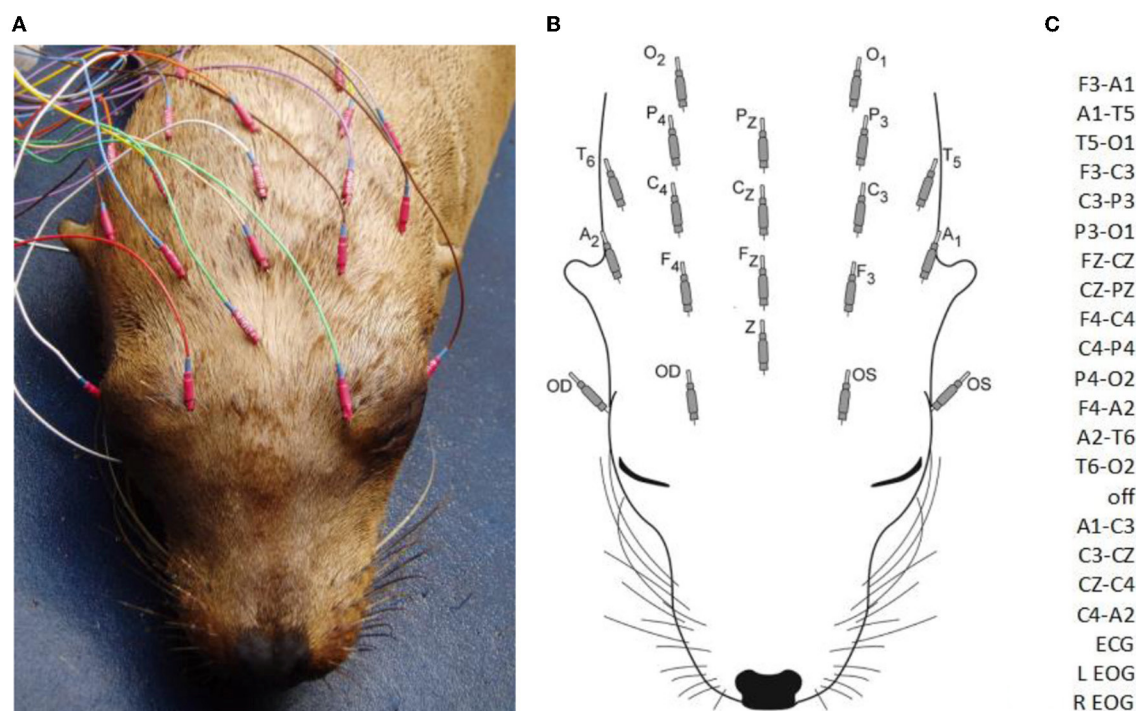 A
B
C
O2
O1
P4
PZ
P3
T6
T5
C4
CZ
C3
A2
A1
F4
FZ
F3
Z
OD
OD
OS
OS
F3-A1
A1-T5
T5-O1
F3-C3
C3-P3
P3-O1
FZ-CZ
CZ-PZ
F4-C4
C4-P4
P4-O2
F4-A2
A2-T6
T6-O2
off
A1-C3
C3-CZ
CZ-C4
C4-A2
ECG
L EOG
R EOG